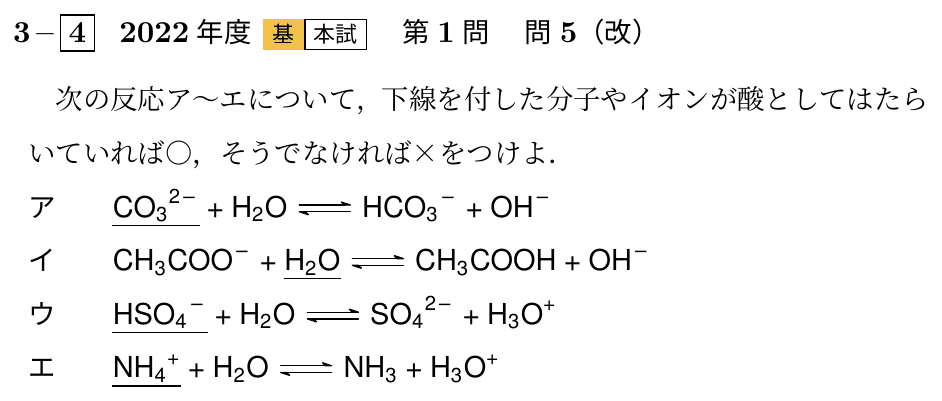 3-4 2022年度 基 本試 第1問 問5（改）
次の反応ア〜エについて，下線を付した分子やイオンが酸としてはたら
いていれば○，そうでなければ×をつけよ．
ア CO₃²⁻ + H₂O ⇌ HCO₃⁻ + OH⁻
イ CH₃COO⁻ + H₂O ⇌ CH₃COOH + OH⁻
ウ HSO₄⁻ + H₂O ⇌ SO₄²⁻ + H₃O⁺
エ NH₄⁺ + H₂O ⇌ NH₃ + H₃O⁺